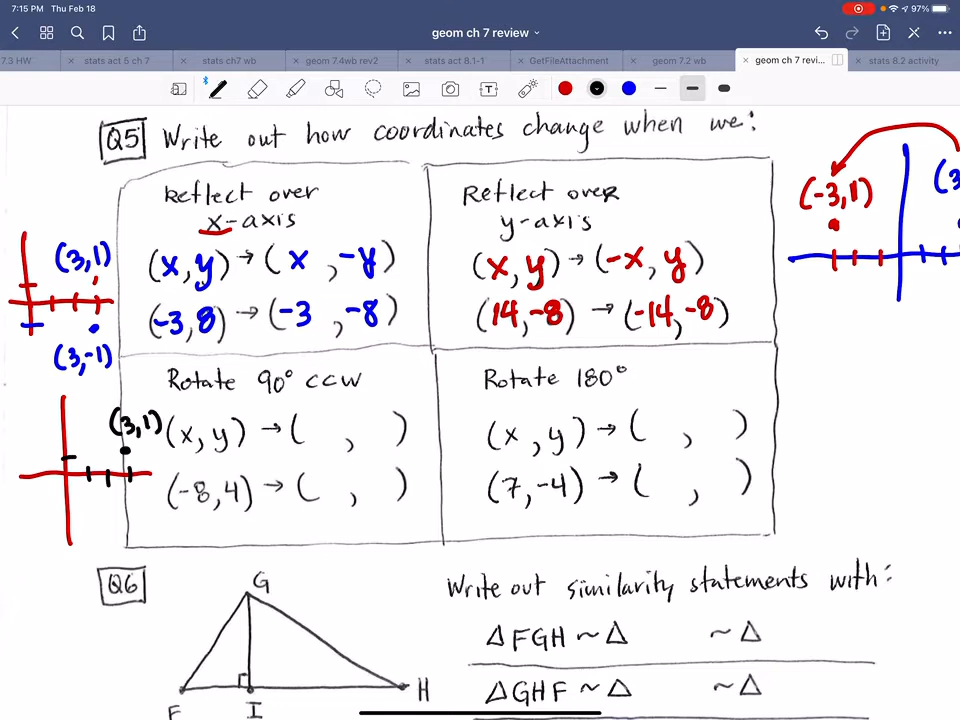 7:15 PM Thu Feb 18
97%
geom ch 7 review
7.3 HW
stats act 5 ch 7
stats ch7 wb
geom 7.4wb rev2
stats act 8.1-1
GetFileAttachment
geom 7.2 wb
geom ch 7 revi...
stats 8.2 activity
Q5 Write out how coordinates change when we:
Reflect over
x-axis
(x,y) → (x, -y)
(-3,8) → (-3, -8)
(3,1)
(3,-1)
Reflect over
y-axis
(x,y) → (-x, y)
(14,-8) → (-14,-8)
(-3,1)
(3
Rotate 90° CCW
(3,1)
(x,y) → ( , )
(-8,4) → ( , )
Rotate 180°
(x,y) → ( , )
(7,-4) → ( , )
Q6
G
F
I
H
Write out similarity statements with:
△FGH ~ △ ~ △
△GHF ~ △ ~ △